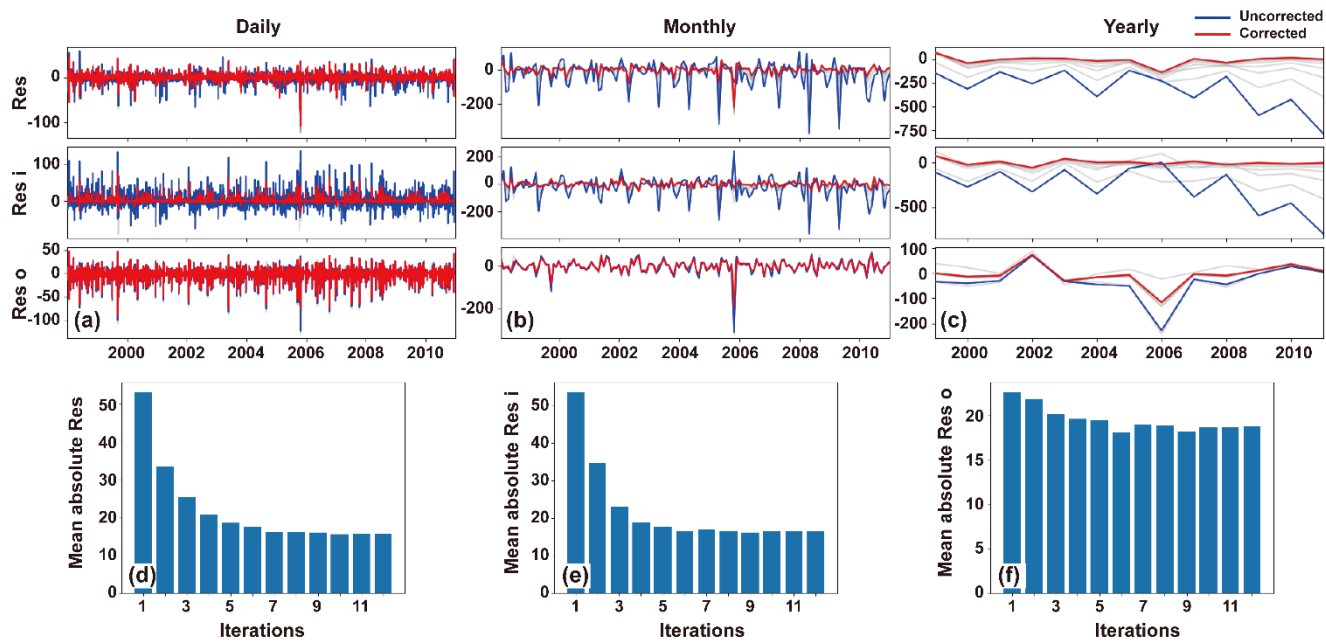 Daily
Monthly
Yearly
Uncorrected
Corrected
Res
0
-100
0
-200
0
-250
-500
-750
Res i
100
0
200
0
-200
0
-500
Res o
50
0
-50
-100
0
-200
100
0
-100
-200
(a)
(b)
(c)
2000 2002 2004 2006 2008 2010
2000 2002 2004 2006 2008 2010
2000 2002 2004 2006 2008 2010
Mean absolute Res
50
40
30
20
10
0
(d)
1 3 5 7 9 11
Iterations
Mean absolute Res i
50
40
30
20
10
0
(e)
1 3 5 7 9 11
Iterations
Mean absolute Res o
20
15
10
5
0
(f)
1 3 5 7 9 11
Iterations